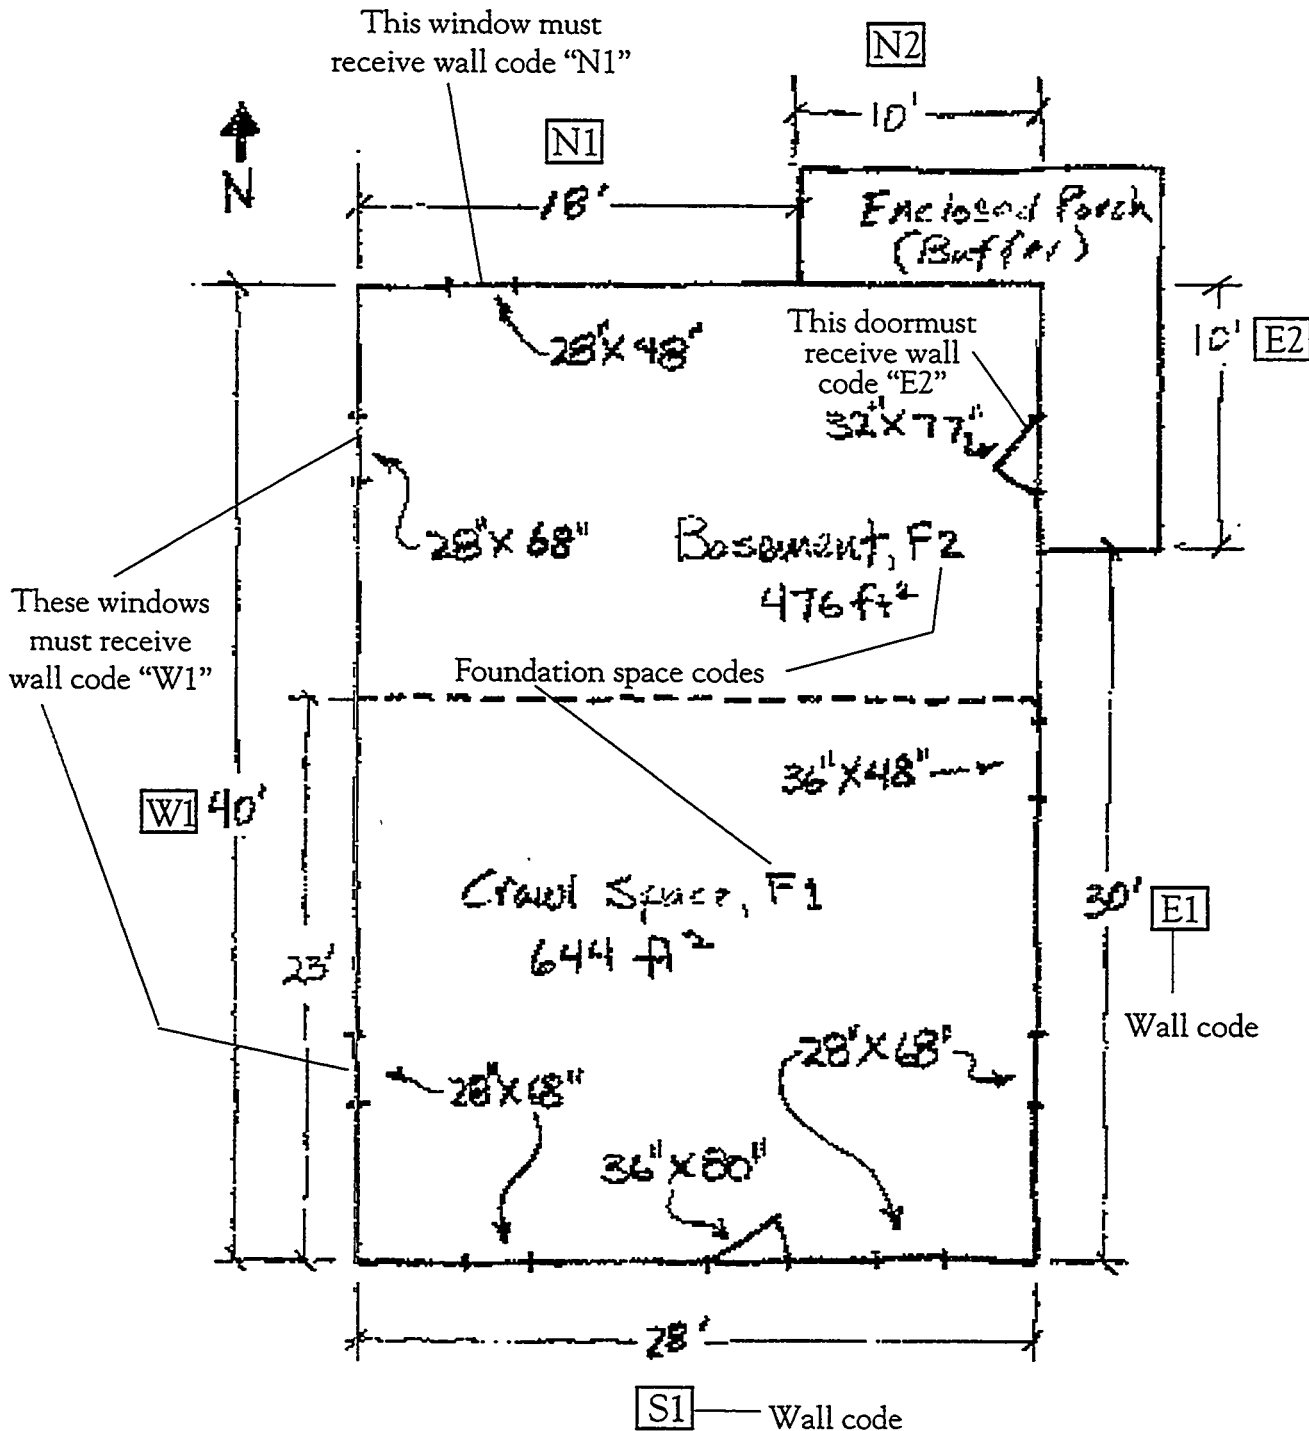 This window must
receive wall code “N1”
N2
10'
N
N1
18'
Enclosed Porch
(Buffer)
28"X48"
This doormust
receive wall
code “E2”
32"X77"
10'
E2
28"X68"
Basement, F2
476 ft²
These windows
must receive
wall code “W1”
Foundation space codes
36"X48"
W1
40'
Crawl Space, F1
644 ft²
23'
30'
E1
Wall code
28"X68"
28"X68"
36"X80"
28'
S1
Wall code